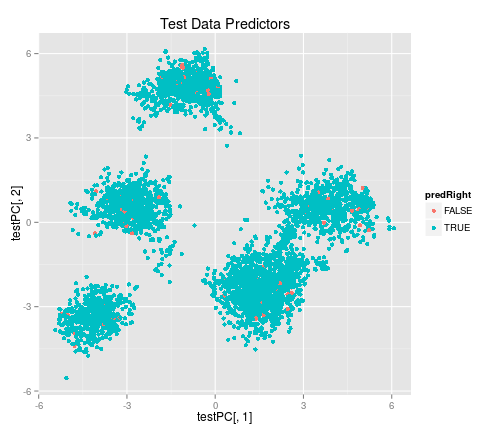 Test Data Predictors
6
3
0
-3
-6
testPC[, 2]
-6
-3
0
3
6
testPC[, 1]
predRight
FALSE
TRUE